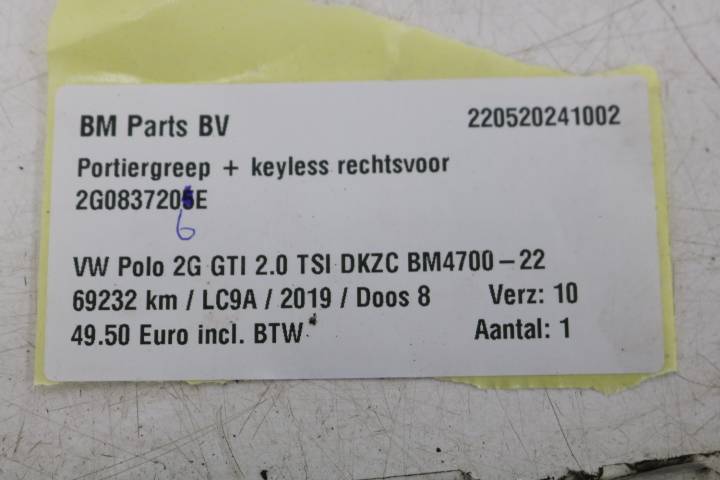 BM Parts BV 220520241002
Portiergreep + keyless rechtsvoor
2G0837205E
6
VW Polo 2G GTI 2.0 TSI DKZC BM4700-22
69232 km / LC9A / 2019 / Doos 8 Verz: 10
49.50 Euro incl. BTW Aantal: 1